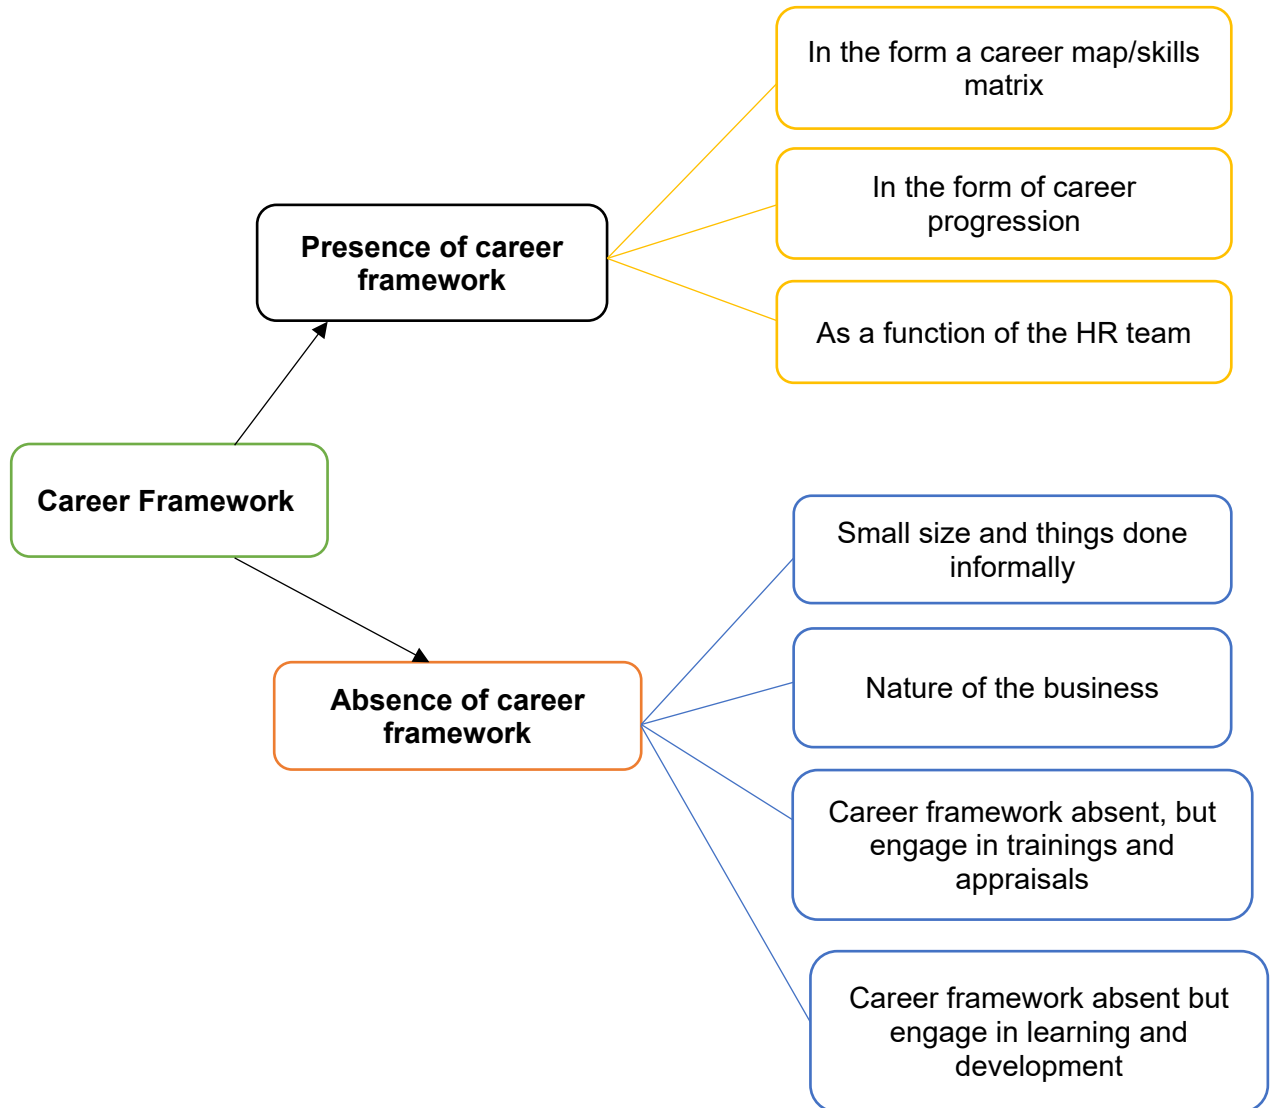 In the form a career map/skills
matrix
In the form of career
progression
Presence of career
framework
As a function of the HR team
Career Framework
Small size and things done
informally
Nature of the business
Absence of career
framework
Career framework absent, but
engage in trainings and
appraisals
Career framework absent but
engage in learning and
development